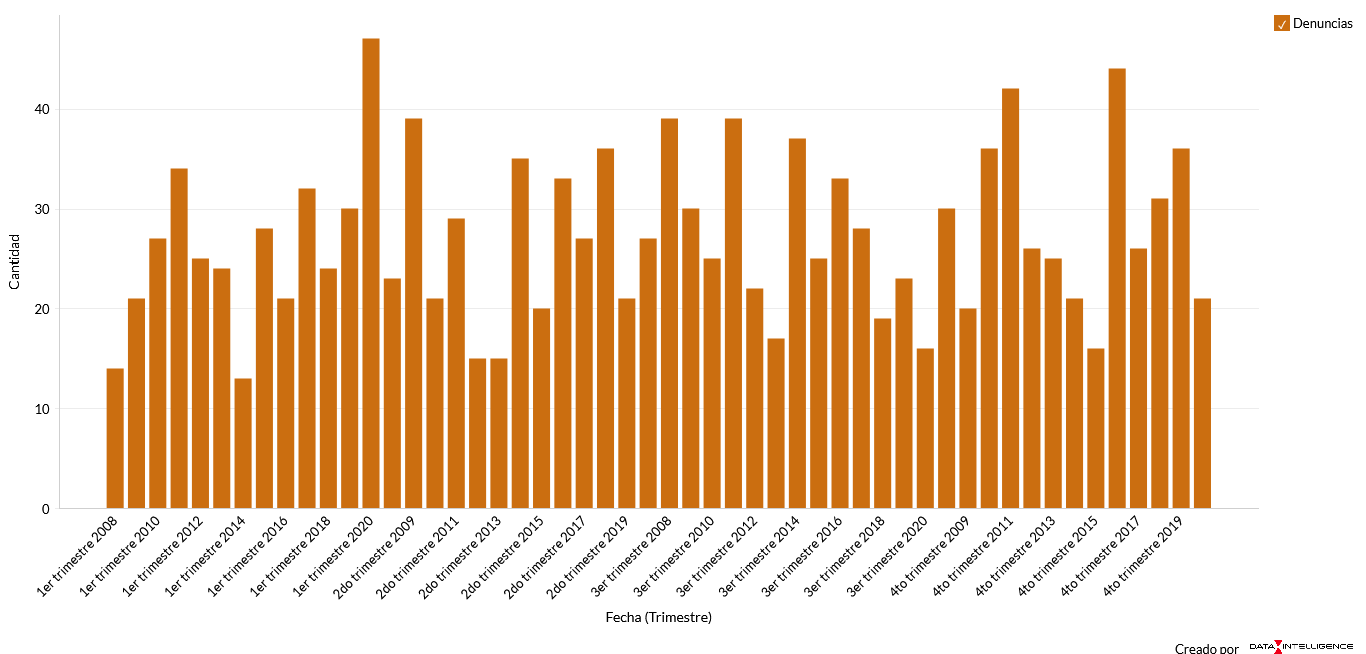 Denuncias
Cantidad
40
30
20
10
0
1er trimestre 2008
1er trimestre 2010
1er trimestre 2012
1er trimestre 2014
1er trimestre 2016
1er trimestre 2018
1er trimestre 2020
2do trimestre 2009
2do trimestre 2011
2do trimestre 2013
2do trimestre 2015
2do trimestre 2017
2do trimestre 2019
3er trimestre 2008
3er trimestre 2010
3er trimestre 2012
3er trimestre 2014
3er trimestre 2016
3er trimestre 2018
3er trimestre 2020
4to trimestre 2009
4to trimestre 2011
4to trimestre 2013
4to trimestre 2015
4to trimestre 2017
4to trimestre 2019
Fecha (Trimestre)
Creado por DATA INTELLIGENCE